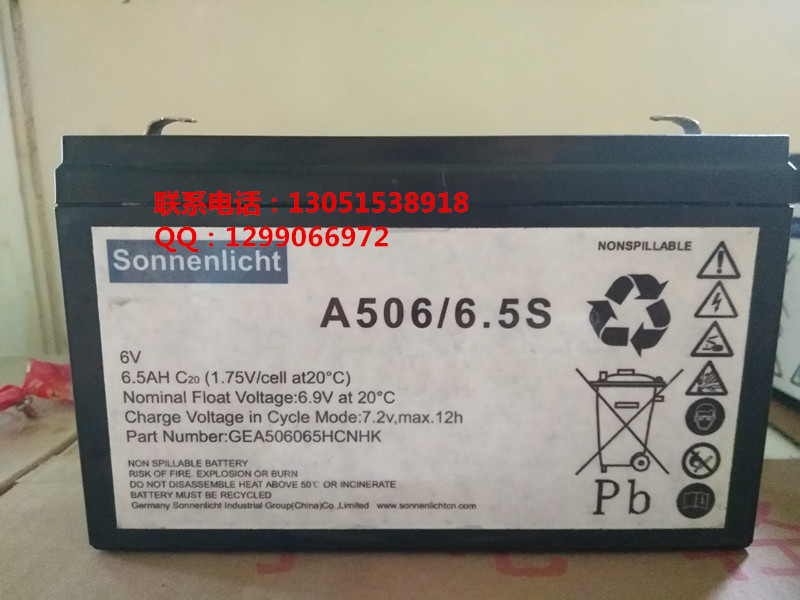 联系电话：13051538918
QQ：1299066972
Sonnenlicht
NONSPILLABLE
A506/6.5S
6V
6.5AH C20 (1.75V/cell at20°C)
Nominal Float Voltage:6.9V at 20°C
Charge Voltage in Cycle Mode:7.2v,max.12h
Part Number:GEA506065HCNHK
NON SPILLABLE BATTERY
RISK OF FIRE. EXPLOSION OR BURN
DO NOT DISASSEMBLE HEAT ABOVE 50°C OR INCINERATE
BATTERY MUST BE RECYCLED
Germany Sonnenlicht Industrial Group(China)Co.,Limited www.sonnenlichtcn.com
Pb